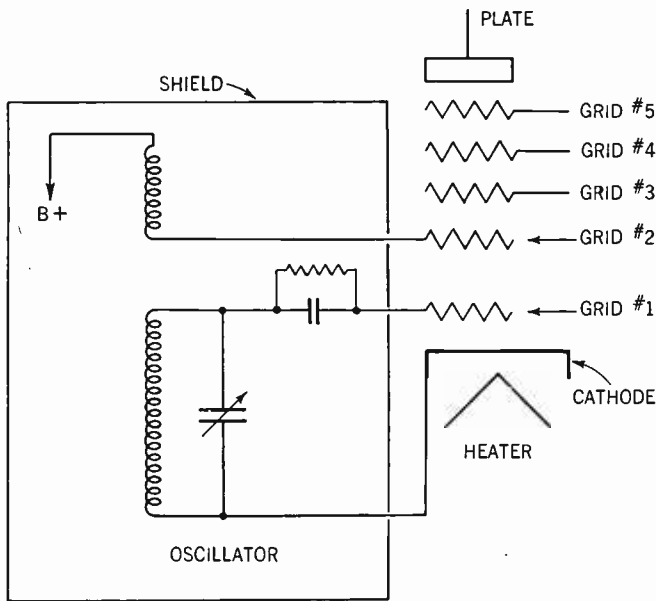 PLATE
SHIELD
GRID #5
GRID #4
GRID #3
B+
GRID #2
GRID #1
CATHODE
HEATER
OSCILLATOR